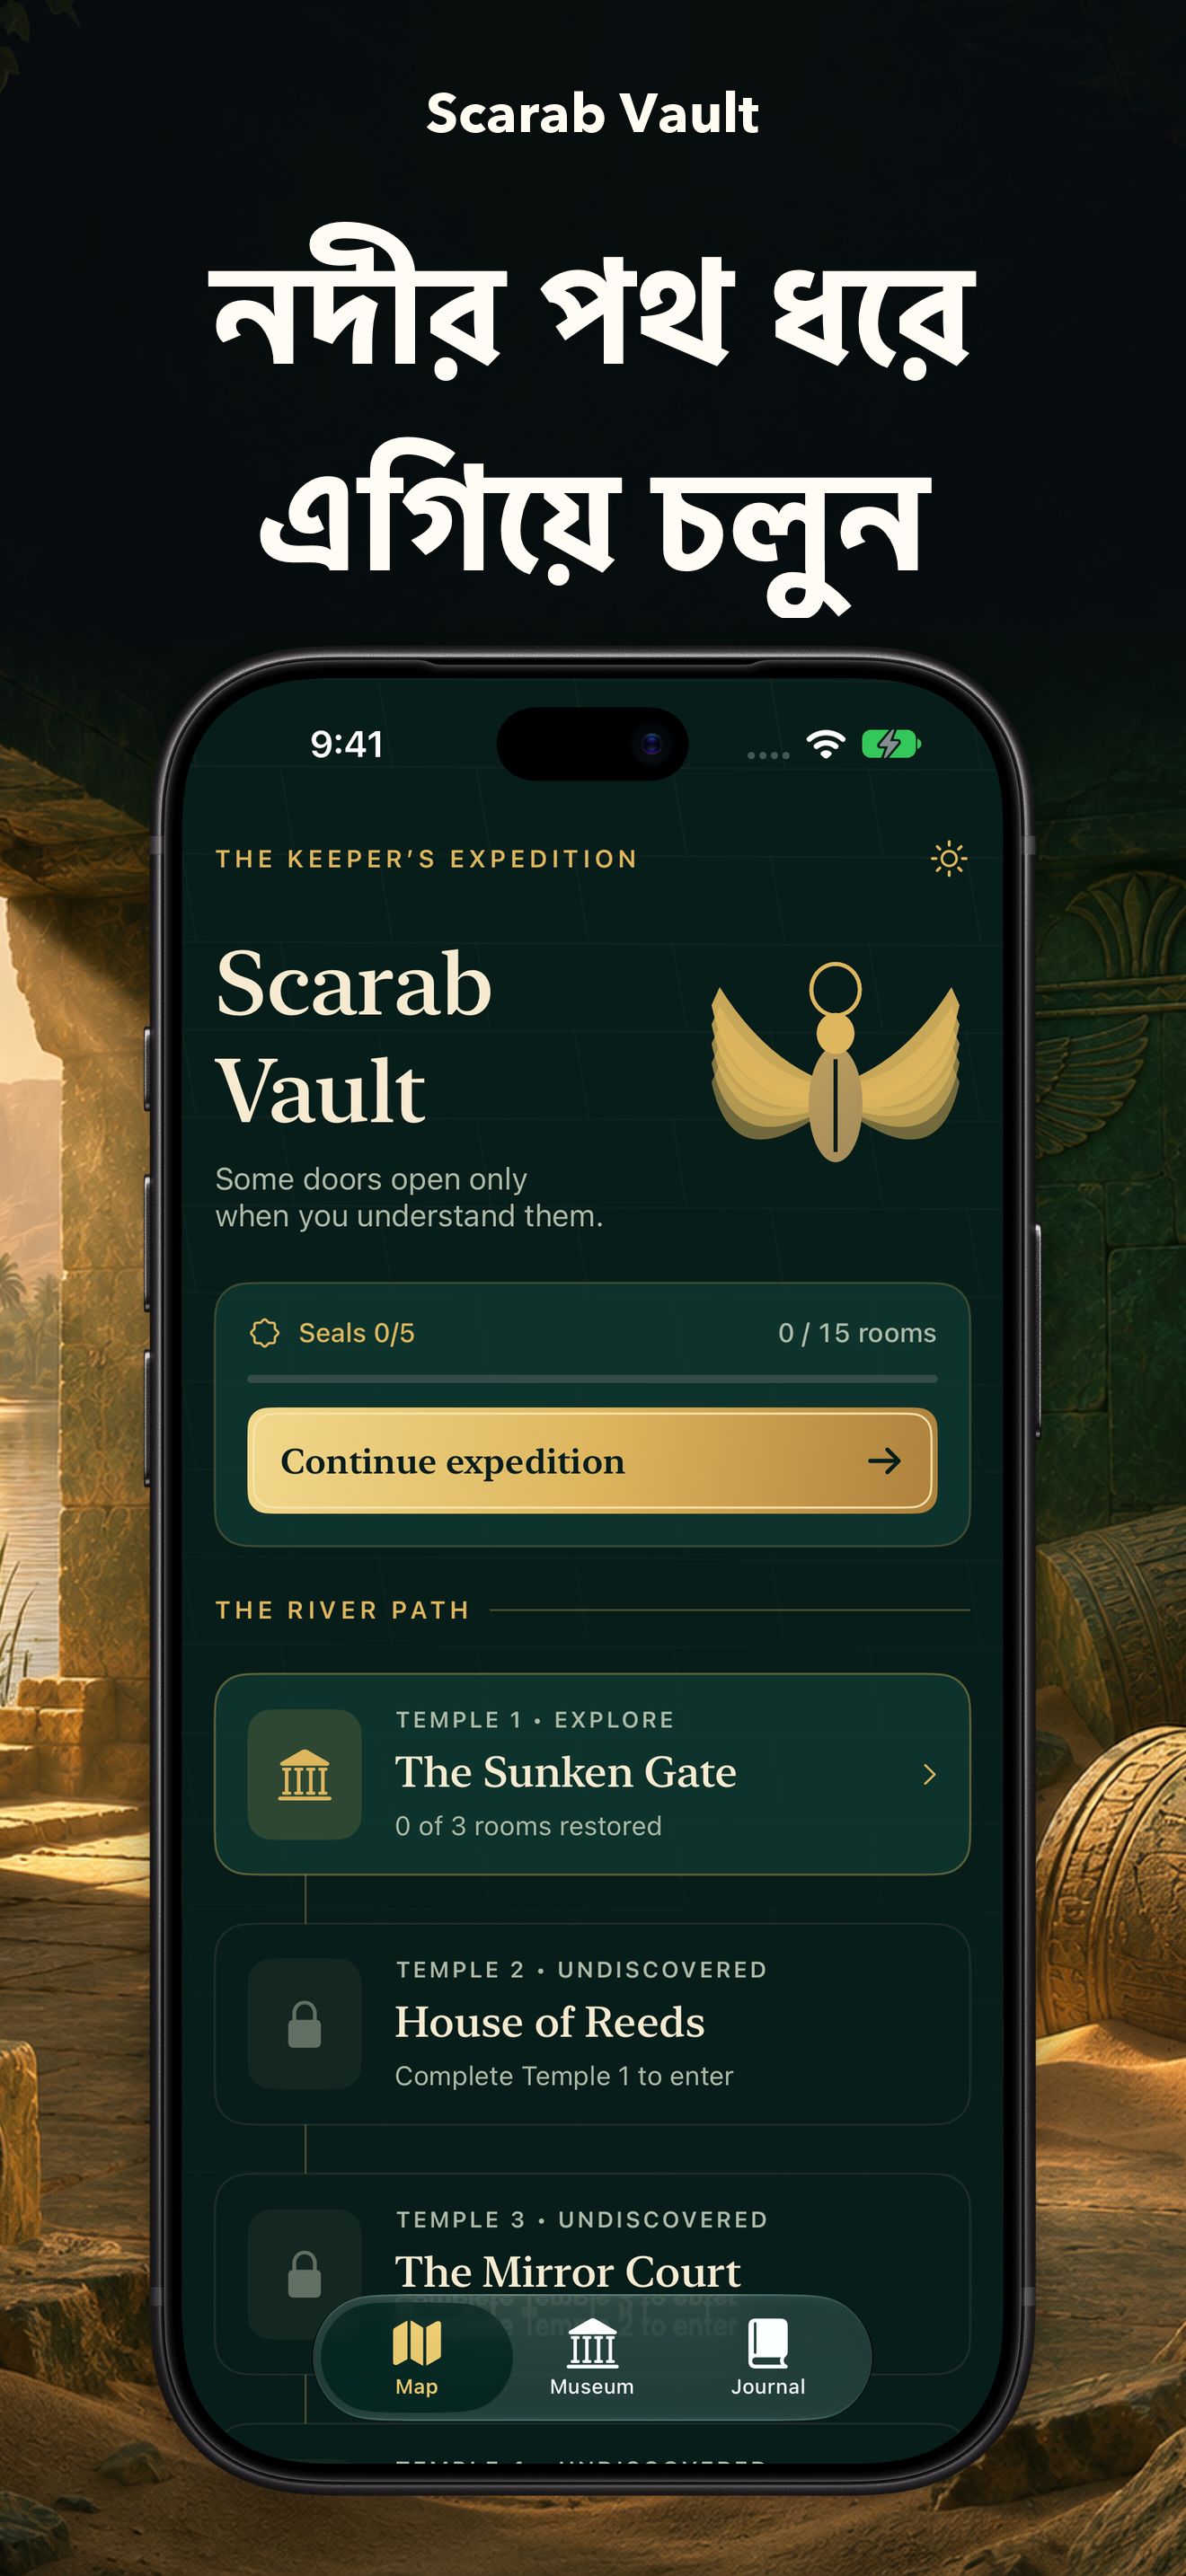 Scarab Vault
নদীর পথ ধরে
এগিয়ে চলুন
9:41
THE KEEPER’S EXPEDITION
Scarab
Vault
Some doors open only
when you understand them.
Seals 0/5
0 / 15 rooms
Continue expedition
THE RIVER PATH
TEMPLE 1 • EXPLORE
The Sunken Gate
0 of 3 rooms restored
TEMPLE 2 • UNDISCOVERED
House of Reeds
Complete Temple 1 to enter
TEMPLE 3 • UNDISCOVERED
The Mirror Court
Map
Museum
Journal